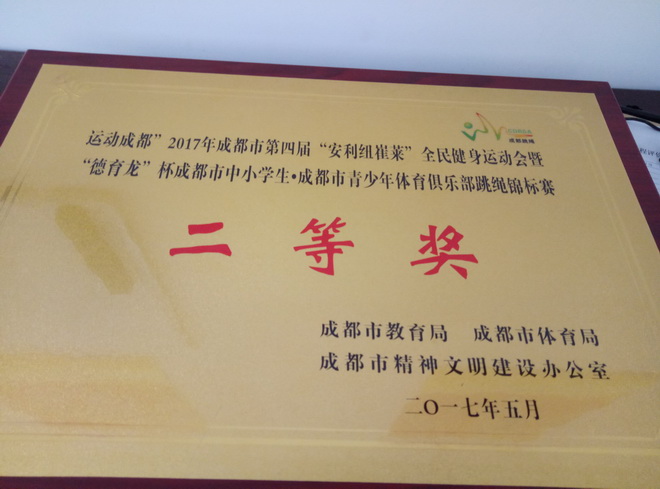 运动成都”2017年成都市第四届“安利纽崔莱”全民健身运动会暨
“德育龙”杯成都市中小学生·成都市青少年体育俱乐部跳绳锦标赛
二等奖
成都市教育局 成都市体育局
成都市精神文明建设办公室
二〇一七年五月